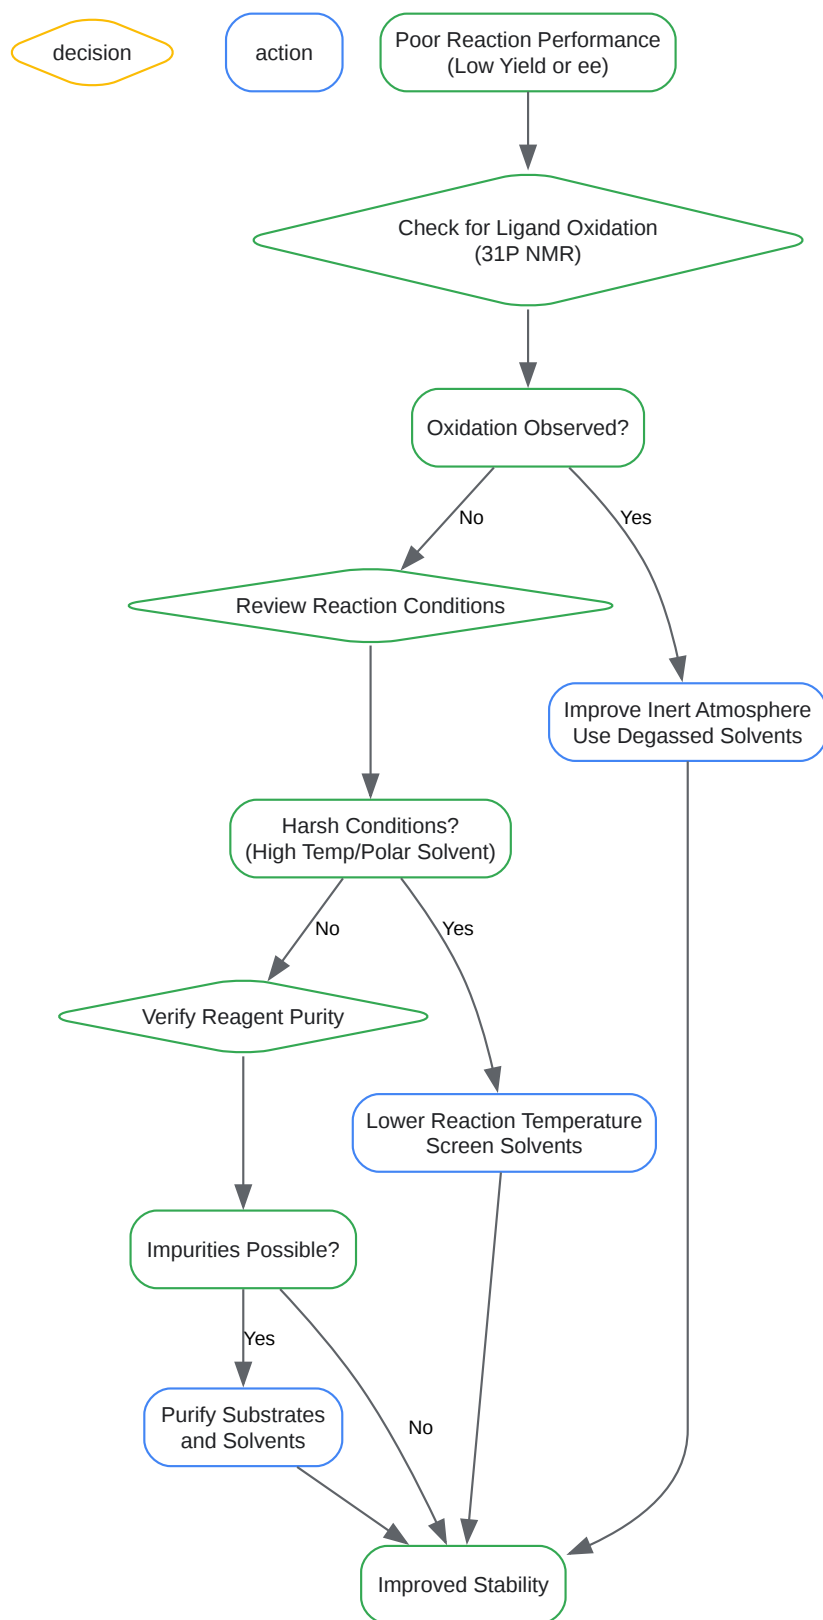 decision
action
Poor Reaction Performance
(Low Yield or ee)
Check for Ligand Oxidation
(31P NMR)
Oxidation Observed?
No
Yes
Review Reaction Conditions
Improve Inert Atmosphere
Use Degassed Solvents
Harsh Conditions?
(High Temp/Polar Solvent)
No
Yes
Verify Reagent Purity
Lower Reaction Temperature
Screen Solvents
Impurities Possible?
Yes
Purify Substrates
and Solvents
No
Improved Stability